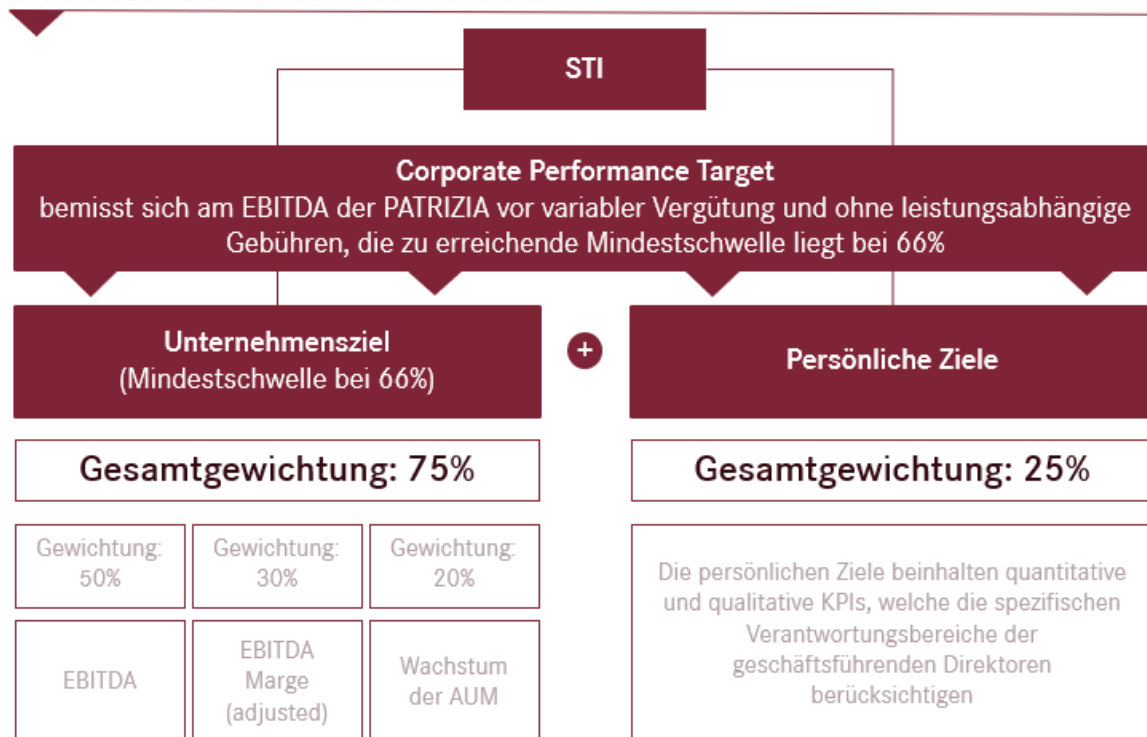 STI
Corporate Performance Target
bemisst sich am EBITDA der PATRIZIA vor variabler Vergütung und ohne leistungsabhängige
Gebühren, die zu erreichende Mindestschwelle liegt bei 66%
Unternehmensziel
(Mindestschwelle bei 66%)
+
Persönliche Ziele
Gesamtgewichtung: 75%
Gesamtgewichtung: 25%
Gewichtung:
50%
Gewichtung:
30%
Gewichtung:
20%
EBITDA
EBITDA
Marge
(adjusted)
Wachstum
der AUM
Die persönlichen Ziele beinhalten quantitative
und qualitative KPIs, welche die spezifischen
Verantwortungsbereiche der
geschäftsführenden Direktoren
berücksichtigen